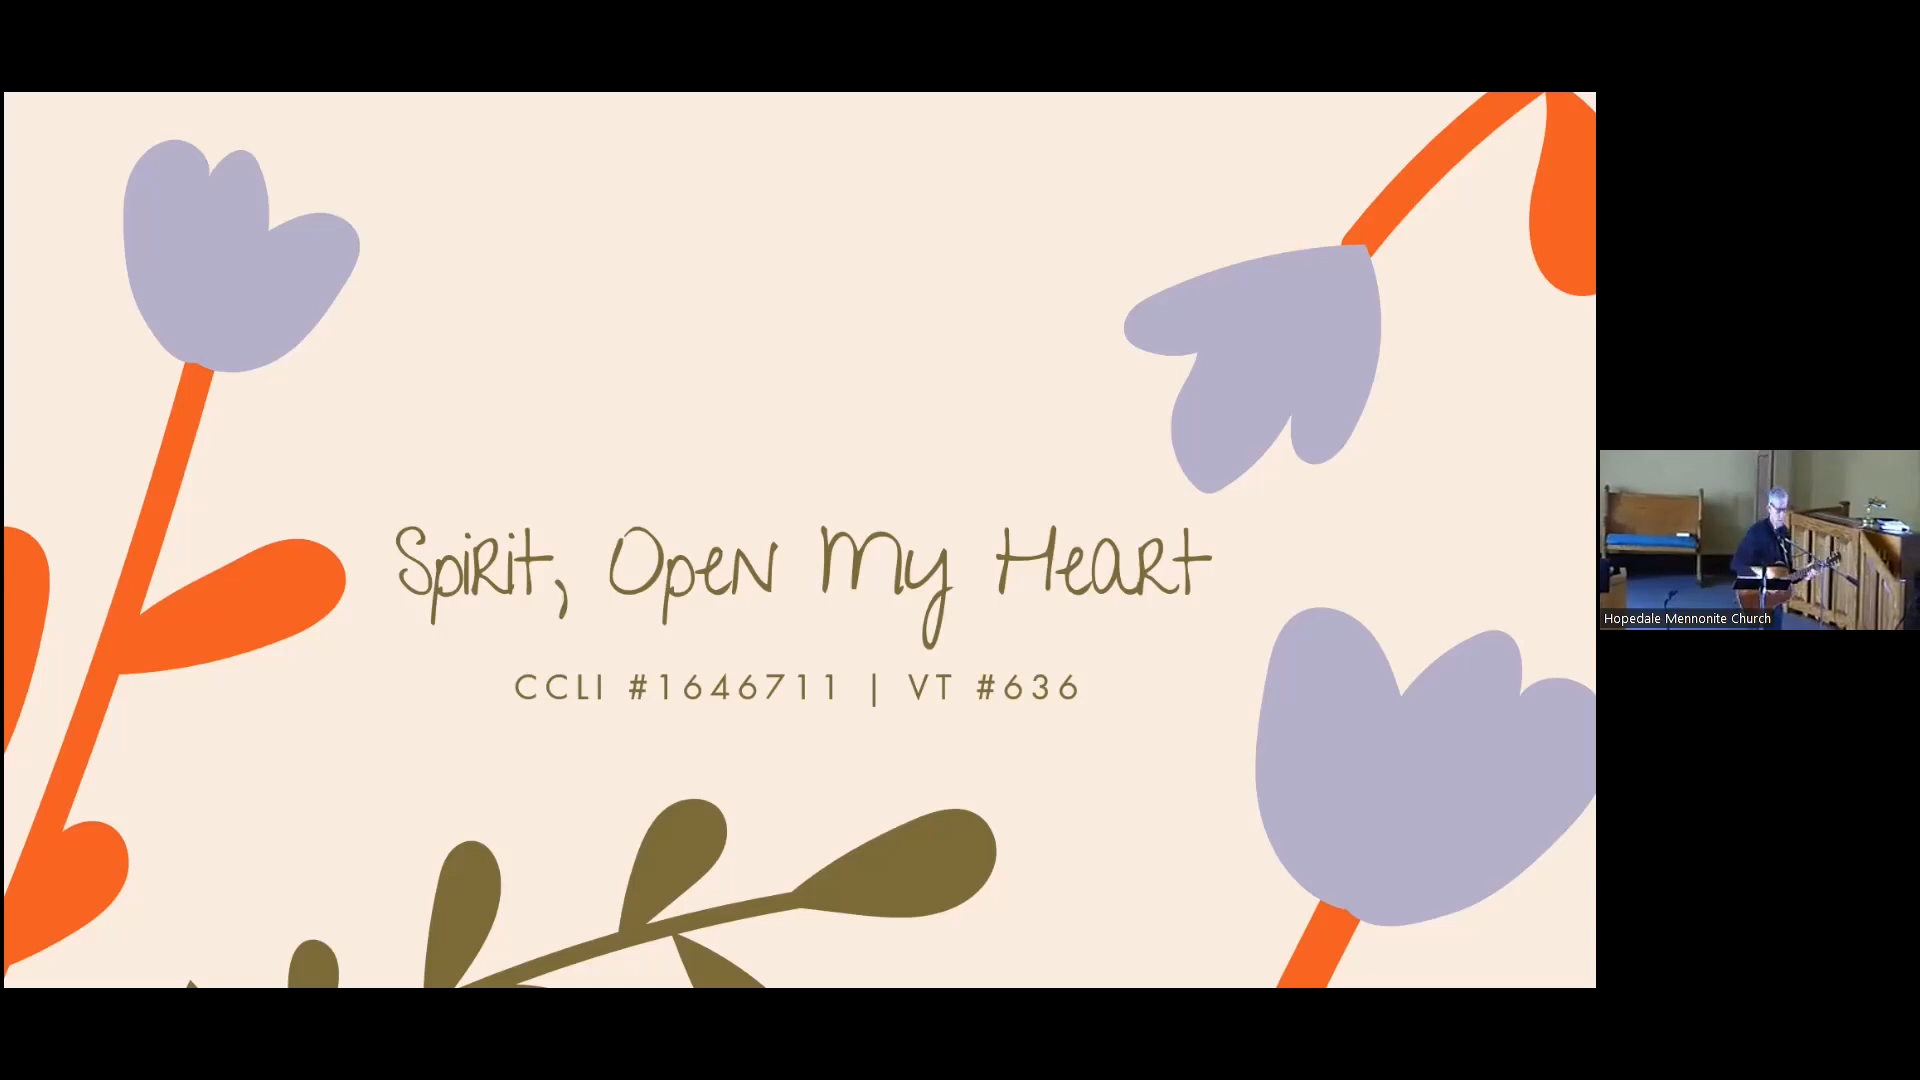 Spirit, Open My Heart
CCLI #1646711 | VT #636
Hopedale Mennonite Church